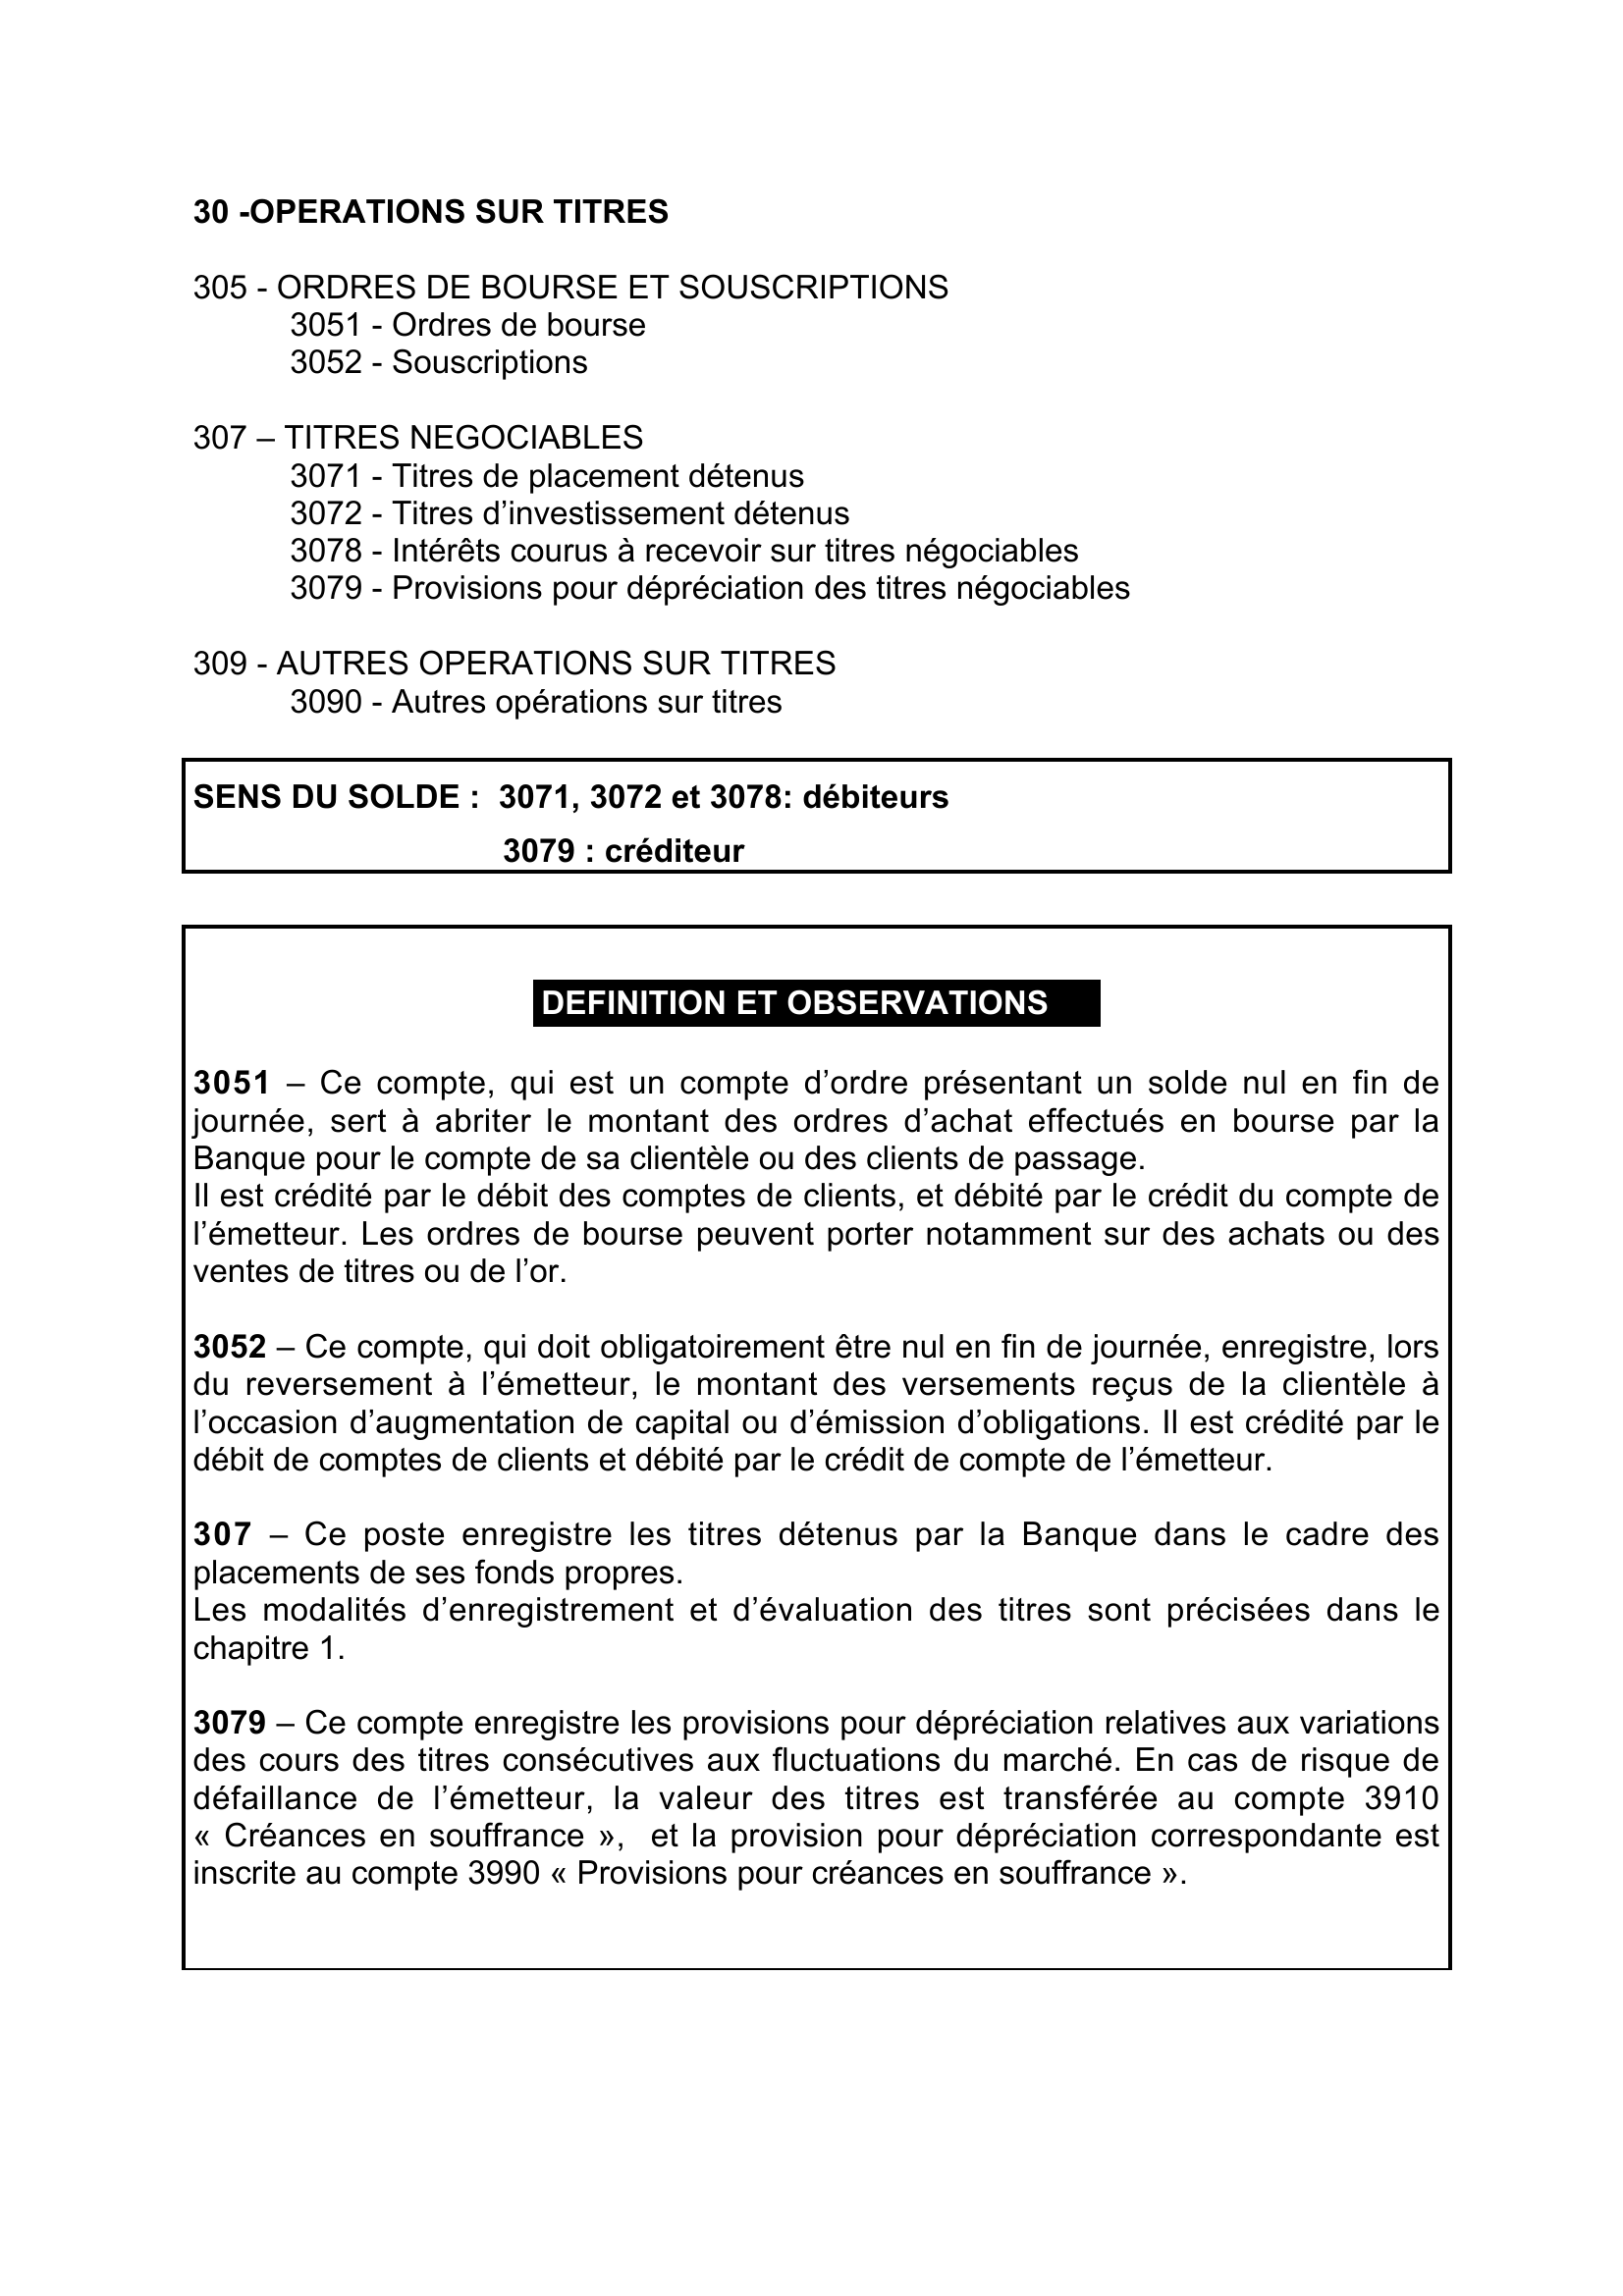 30 -OPERATIONS SUR TITRES
305 - ORDRES DE BOURSE ET SOUSCRIPTIONS
3051 - Ordres de bourse
3052 - Souscriptions
307 – TITRES NEGOCIABLES
3071 - Titres de placement détenus
3072 - Titres d’investissement détenus
3078 - Intérêts courus à recevoir sur titres négociables
3079 - Provisions pour dépréciation des titres négociables
309 - AUTRES OPERATIONS SUR TITRES
3090 - Autres opérations sur titres
SENS DU SOLDE :  3071, 3072 et 3078: débiteurs
3079 : créditeur
DEFINITION ET OBSERVATIONS
3051 – Ce compte, qui est un compte d’ordre présentant un solde nul en fin de
journée, sert à abriter le montant des ordres d’achat effectués en bourse par la
Banque pour le compte de sa clientèle ou des clients de passage.
Il est crédité par le débit des comptes de clients, et débité par le crédit du compte de
l’émetteur. Les ordres de bourse peuvent porter notamment sur des achats ou des
ventes de titres ou de l’or.
3052 – Ce compte, qui doit obligatoirement être nul en fin de journée, enregistre, lors
du reversement à l’émetteur, le montant des versements reçus de la clientèle à
l’occasion d’augmentation de capital ou d’émission d’obligations. Il est crédité par le
débit de comptes de clients et débité par le crédit de compte de l’émetteur.
307 – Ce poste enregistre les titres détenus par la Banque dans le cadre des
placements de ses fonds propres.
Les modalités d’enregistrement et d’évaluation des titres sont précisées dans le
chapitre 1.
3079 – Ce compte enregistre les provisions pour dépréciation relatives aux variations
des cours des titres consécutives aux fluctuations du marché. En cas de risque de
défaillance de l’émetteur, la valeur des titres est transférée au compte 3910
« Créances en souffrance »,  et la provision pour dépréciation correspondante est
inscrite au compte 3990 « Provisions pour créances en souffrance ».